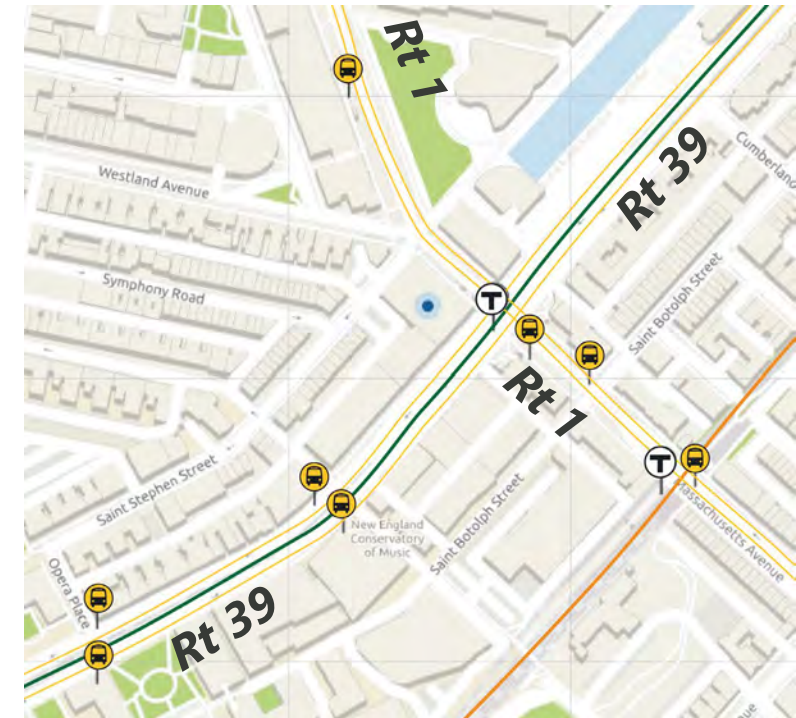 Rt 1
Cumberland
Rt 39
Westland Avenue
Symphony Road
Saint Botolph Street
T
Rt 1
T
Saint Stephen Street
Massachusetts Avenue
Saint Botolph Street
New England
Conservatory
of Music
Opera Place
Rt 39